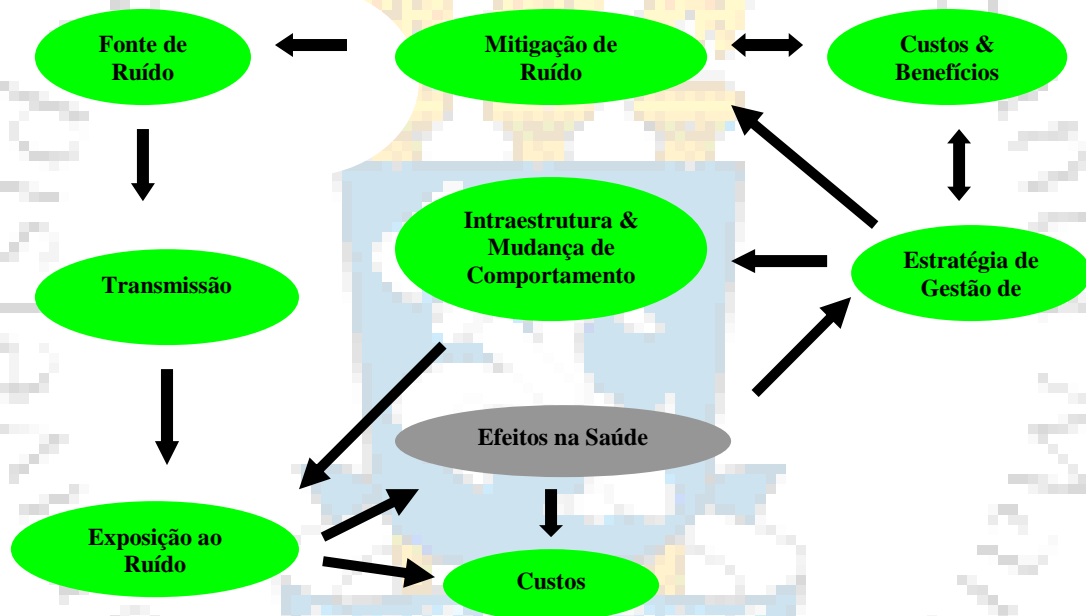 Fonte de
Ruído
Mitigação de
Ruído
Custos &
Benefícios
Intraestrutura &
Mudança de
Comportamento
Transmissão
Estratégia de
Gestão de
Efeitos na Saúde
Exposição ao
Ruído
Custos